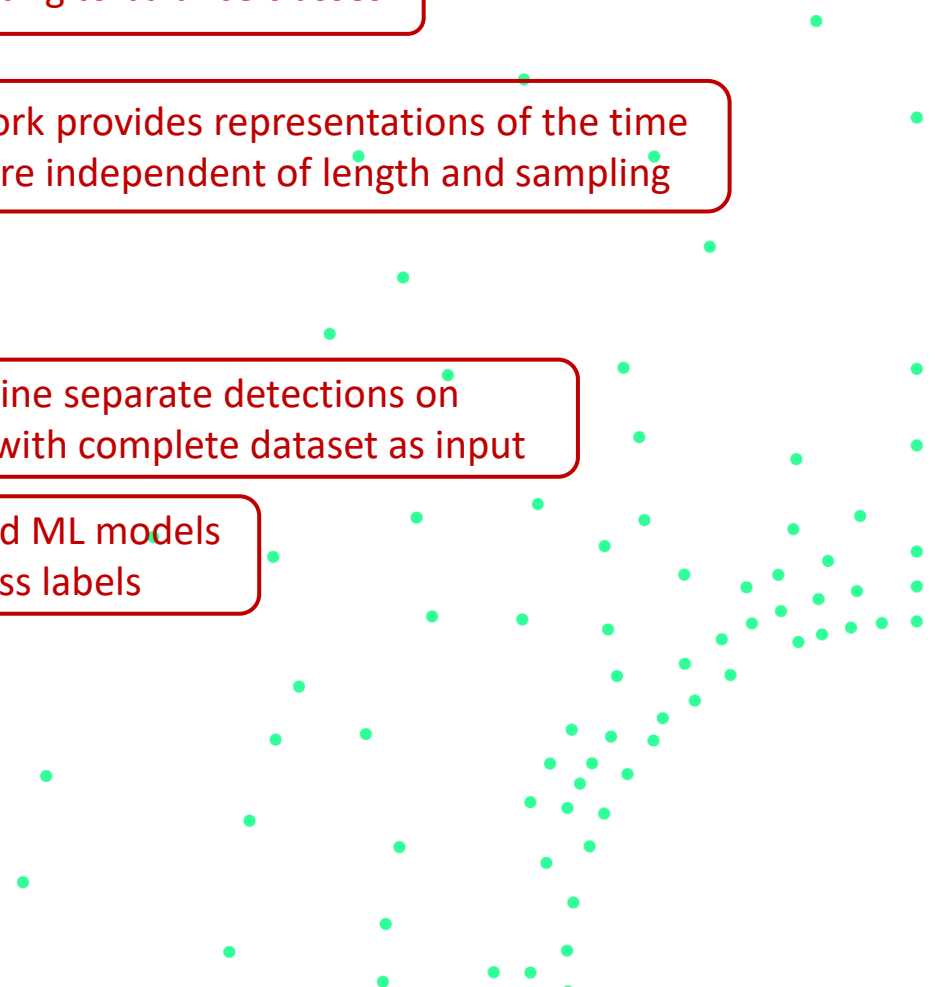 ork provides representations of the time
re independent of length and sampling
ine separate detections on
with complete dataset as input
d ML models
ss labels